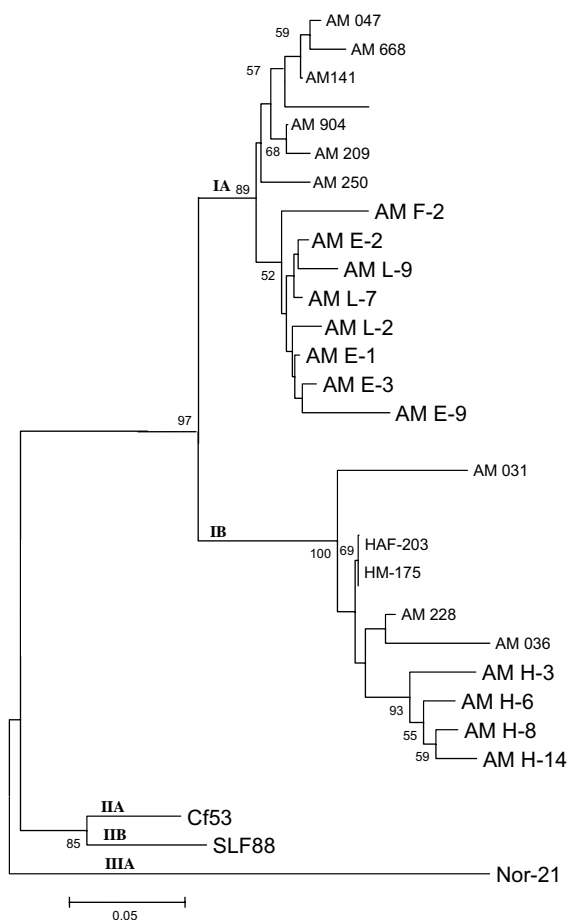 AM 047
59
AM 668
57
AM141
AM 904
68
AM 209
IA
89
AM 250
AM F-2
AM E-2
52
AM L-9
AM L-7
AM L-2
AM E-1
AM E-3
AM E-9
97
AM 031
IB
100
69
HAF-203
HM-175
AM 228
AM 036
AM H-3
93
AM H-6
55
AM H-8
59
AM H-14
IIA
Cf53
85
IIB
SLF88
IIIA
Nor-21
0.05